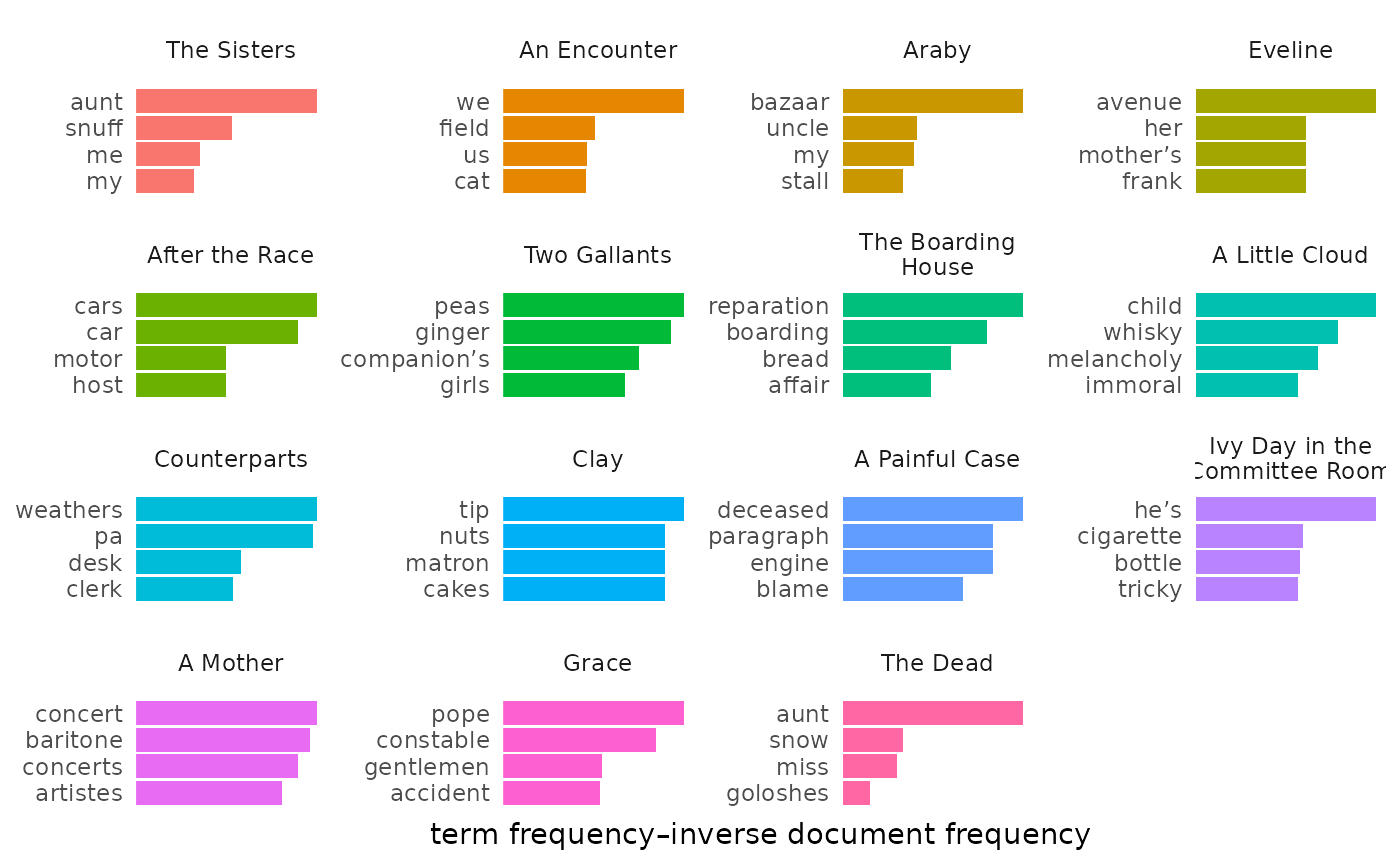 The Sisters
aunt
snuff
me
my
An Encounter
we
field
us
cat
Araby
bazaar
uncle
my
stall
Eveline
avenue
her
mother’s
frank
After the Race
cars
car
motor
host
Two Gallants
peas
ginger
companion’s
girls
The Boarding
House
reparation
boarding
bread
affair
A Little Cloud
child
whisky
melancholy
immoral
Counterparts
weathers
pa
desk
clerk
Clay
tip
nuts
matron
cakes
A Painful Case
deceased
paragraph
engine
blame
Ivy Day in the
Committee Room
he’s
cigarette
bottle
tricky
A Mother
concert
baritone
concerts
artistes
Grace
pope
constable
gentlemen
accident
The Dead
aunt
snow
miss
goloshes
term frequency–inverse document frequency